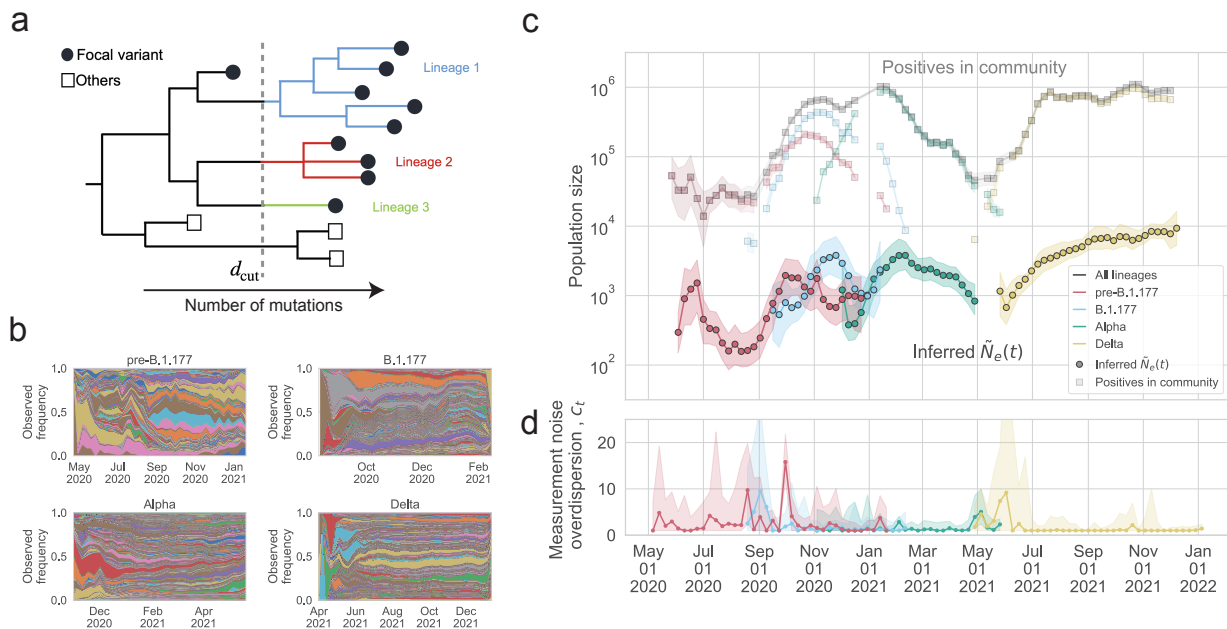 a
Focal variant
Others
Lineage 1
Lineage 2
Lineage 3
d_cut
Number of mutations
b
pre-B.1.177
B.1.177
Observed
frequency
1.0
0.5
0.0
May
2020
Jul
2020
Sep
2020
Nov
2020
Jan
2021
Observed
frequency
1.0
0.5
0.0
Oct
2020
Dec
2020
Feb
2021
Alpha
Delta
Observed
frequency
1.0
0.5
0.0
Dec
2020
Feb
2021
Apr
2021
Observed
frequency
1.0
0.5
0.0
Apr
2021
Jun
2021
Aug
2021
Oct
2021
Dec
2021
c
Population size
10^6
10^5
10^4
10^3
10^2
Positives in community
Inferred Ñ_e(t)
All lineages
pre-B.1.177
B.1.177
Alpha
Delta
Inferred Ñ_e(t)
Positives in community
d
Measurement noise
overdispersion , c_t
20
10
0
May
01
2020
Jul
01
2020
Sep
01
2020
Nov
01
2020
Jan
01
2021
Mar
01
2021
May
01
2021
Jul
01
2021
Sep
01
2021
Nov
01
2021
Jan
01
2022